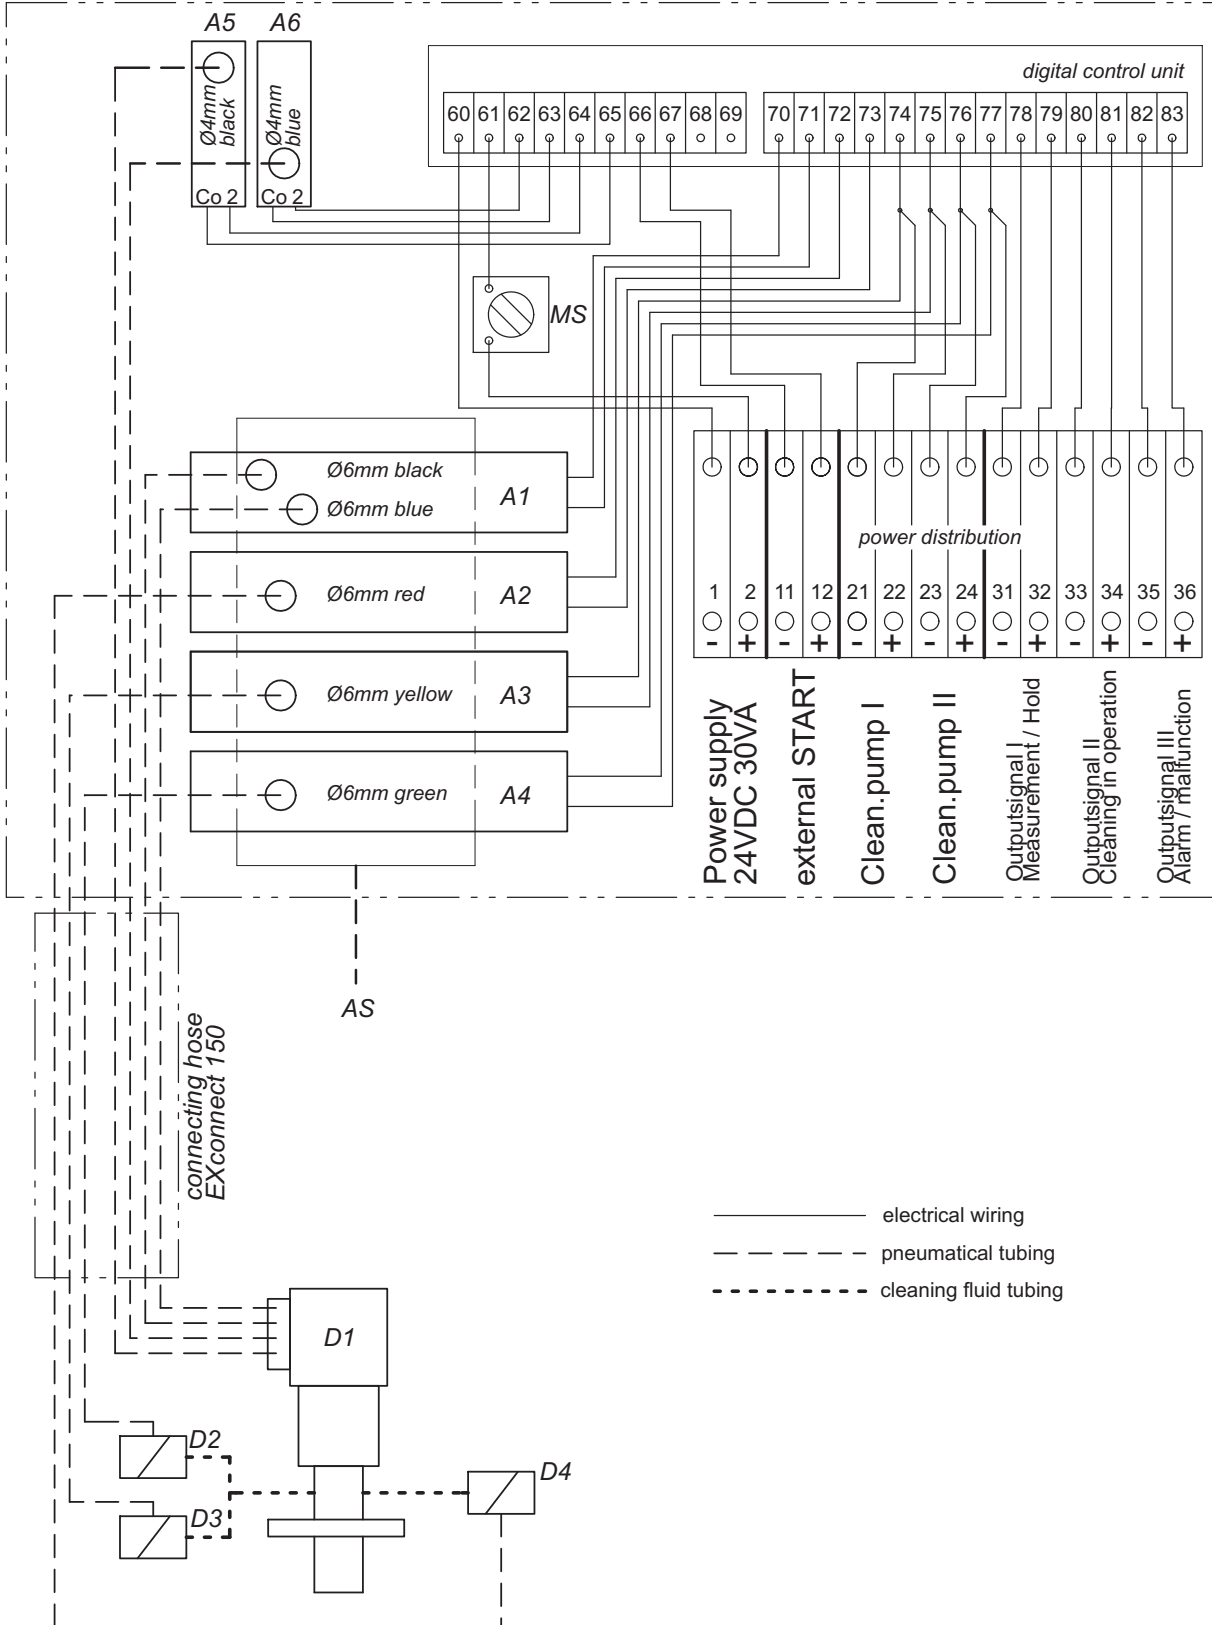 A5 A6
digital control unit
60 61 62 63 64 65 66 67 68 69 70 71 72 73 74 75 76 77 78 79 80 81 82 83
Ø4mm
black
Ø4mm
blue
Co 2 Co 2
MS
Ø6mm black
A1
Ø6mm blue
Ø6mm red A2
Ø6mm yellow A3
Ø6mm green A4
power distribution
1 2 11 12 21 22 23 24 31 32 33 34 35 36
- + - + - + - + - + - + - +
Power supply
24VDC 30VA
external START
Clean.pump I
Clean.pump II
Outputsignal I
Measurement / Hold
Outputsignal II
Cleaning in operation
Outputsignal III
Alarm / malfunction
AS
connecting hose
EXconnect 150
electrical wiring
pneumatical tubing
cleaning fluid tubing
D1
D2
D4
D3